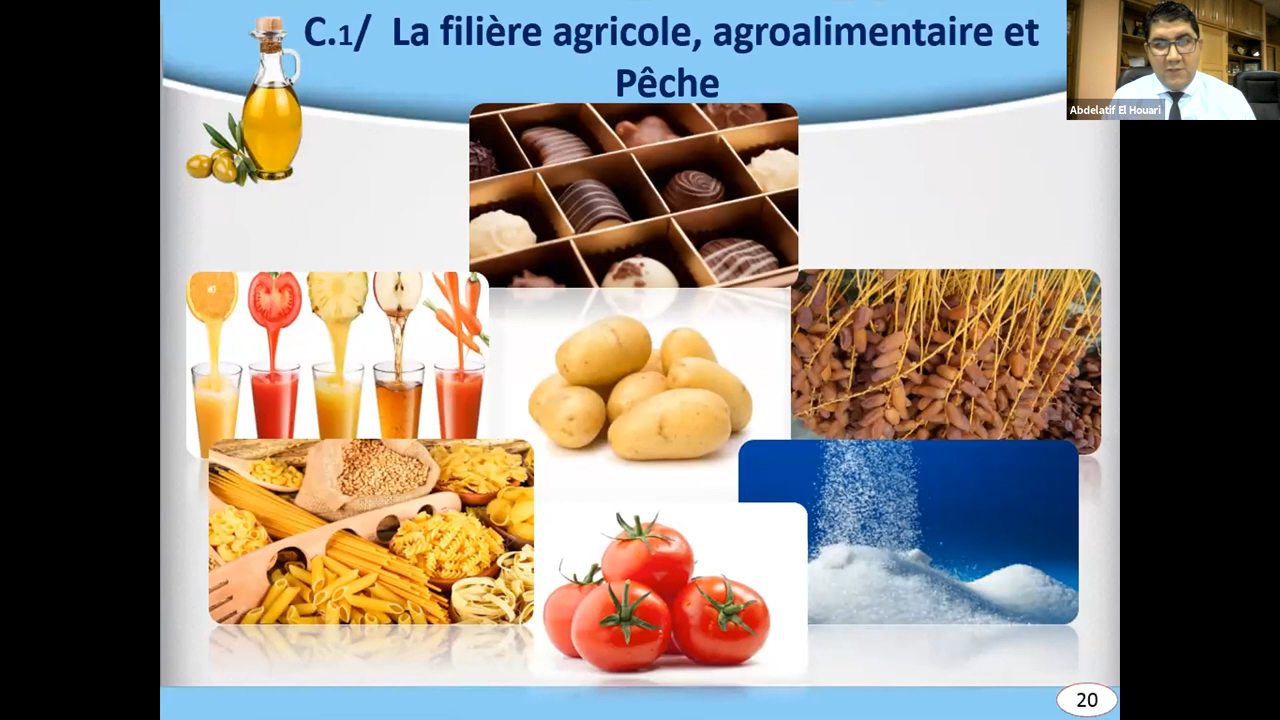 C.1/ La filière agricole, agroalimentaire et
Pêche
Abdelatif El Houari
20